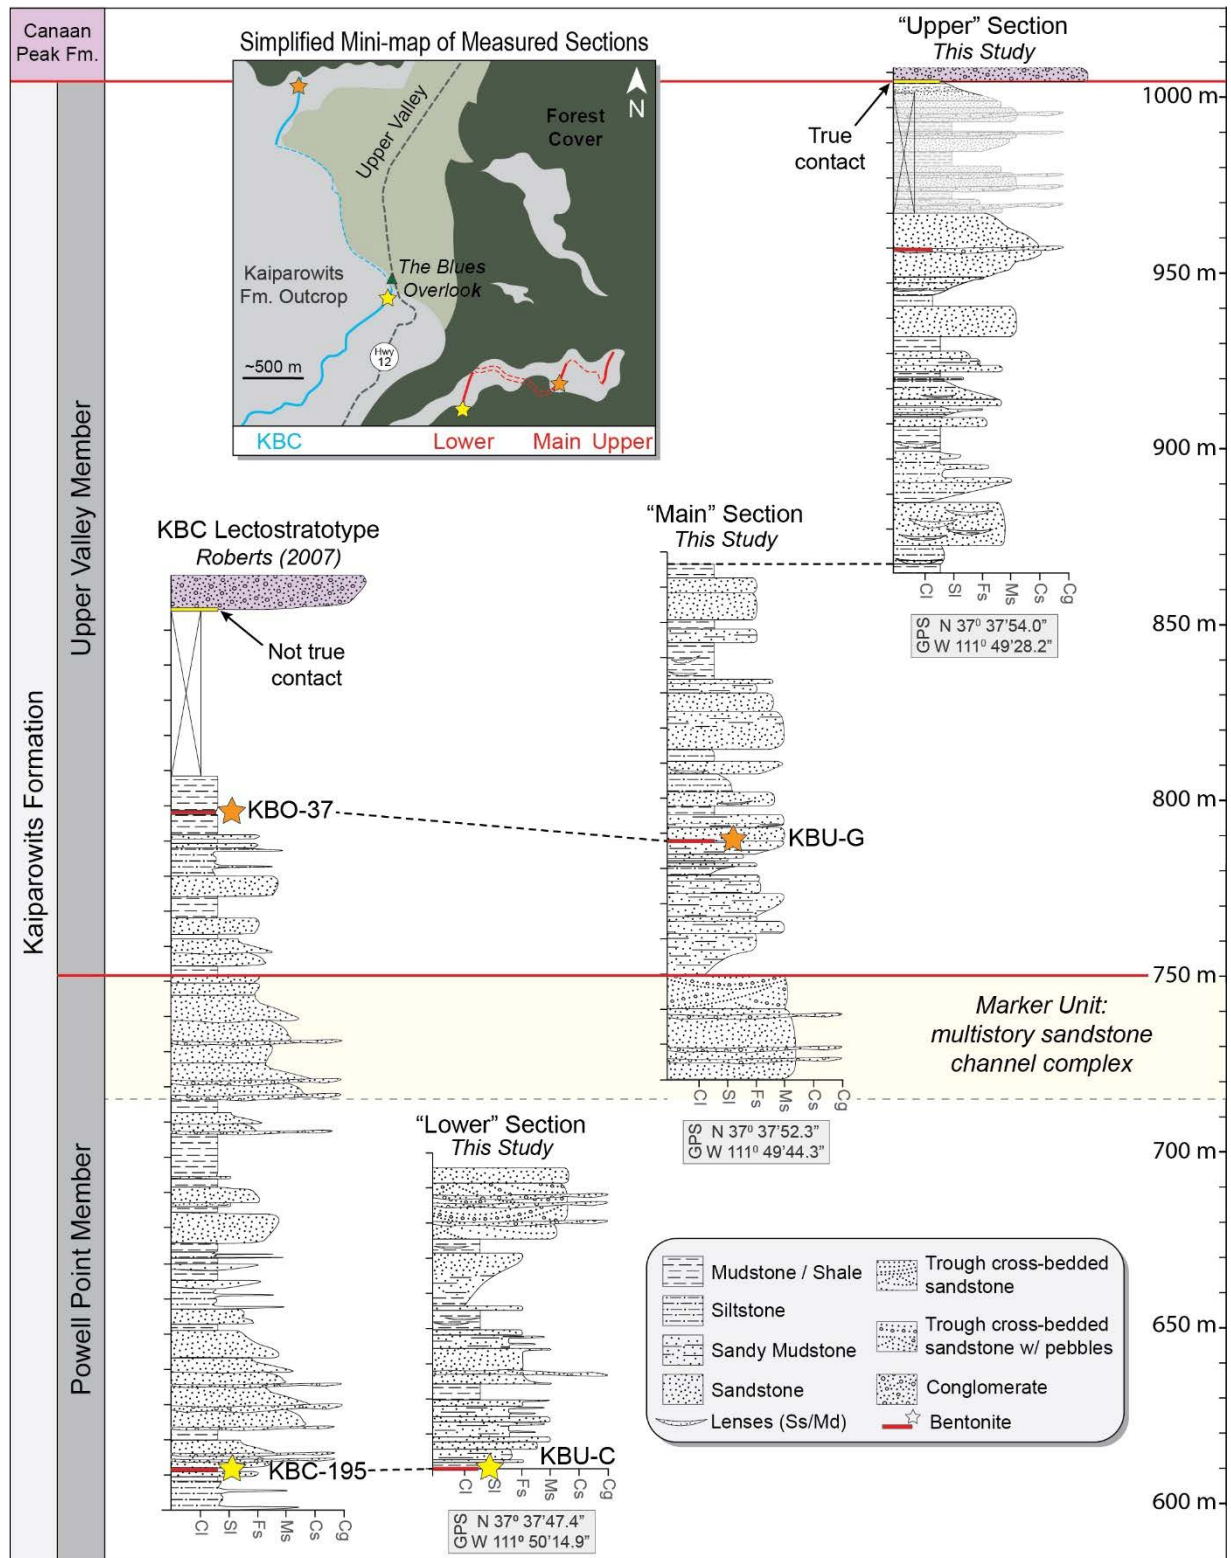 Canaan
Peak Fm.
Kaiparowits Formation
Upper Valley Member
Powell Point Member
Simplified Mini-map of Measured Sections
N
Upper Valley
Forest
Cover
Kaiparowits
Fm. Outcrop
The Blues
Overlook
Hwy
12
~500 m
KBC
Lower
Main
Upper
"Upper" Section
This Study
True
contact
Cl
Sl
Fs
Ms
Cs
Cg
GPS
N 37⁰ 37'54.0"
W 111⁰ 49'28.2"
1000 m
950 m
900 m
850 m
800 m
750 m
700 m
650 m
600 m
KBC Lectostratotype
Roberts (2007)
Not true
contact
KBO-37
KBC-195
Cl
Sl
Fs
Ms
Cs
Cg
"Main" Section
This Study
KBU-G
Cl
Sl
Fs
Ms
Cs
Cg
GPS
N 37⁰ 37'52.3"
W 111⁰ 49'44.3"
Marker Unit:
multistory sandstone
channel complex
"Lower" Section
This Study
KBU-C
Cl
Sl
Fs
Ms
Cs
Cg
GPS
N 37⁰ 37'47.4"
W 111⁰ 50'14.9"
Mudstone / Shale
Siltstone
Sandy Mudstone
Sandstone
Lenses (Ss/Md)
Trough cross-bedded
sandstone
Trough cross-bedded
sandstone w/ pebbles
Conglomerate
Bentonite